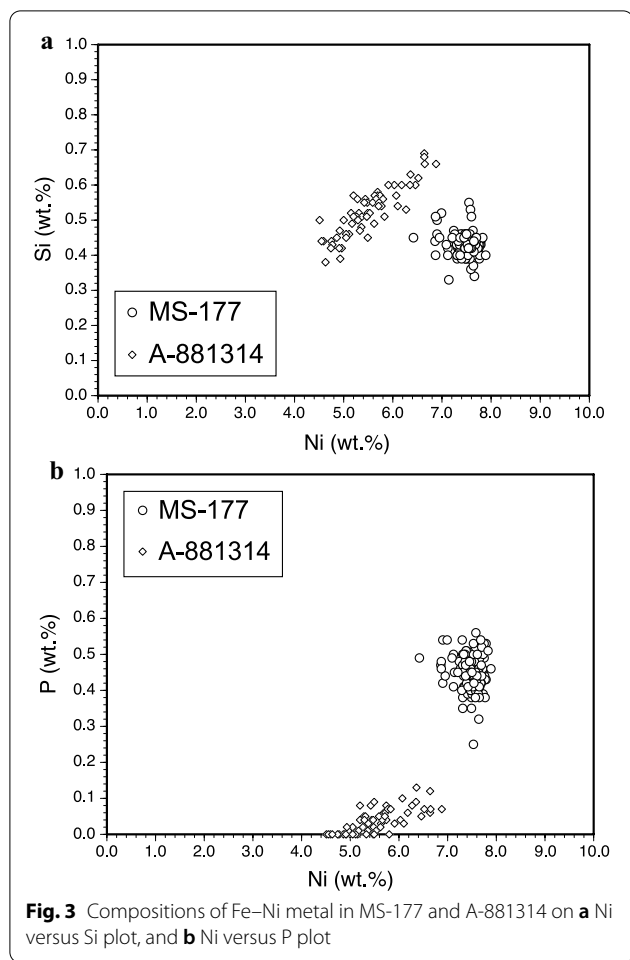 a
1.0
0.9
0.8
0.7
0.6
0.5
0.4
0.3
0.2
0.1
0.0
Si (wt.%)
MS-177
A-881314
0.0 1.0 2.0 3.0 4.0 5.0 6.0 7.0 8.0 9.0 10.0
Ni (wt.%)
b
1.0
0.9
0.8
0.7
0.6
0.5
0.4
0.3
0.2
0.1
0.0
P (wt.%)
MS-177
A-881314
0.0 1.0 2.0 3.0 4.0 5.0 6.0 7.0 8.0 9.0 10.0
Ni (wt.%)
Fig. 3 Compositions of Fe–Ni metal in MS-177 and A-881314 on a Ni
versus Si plot, and b Ni versus P plot